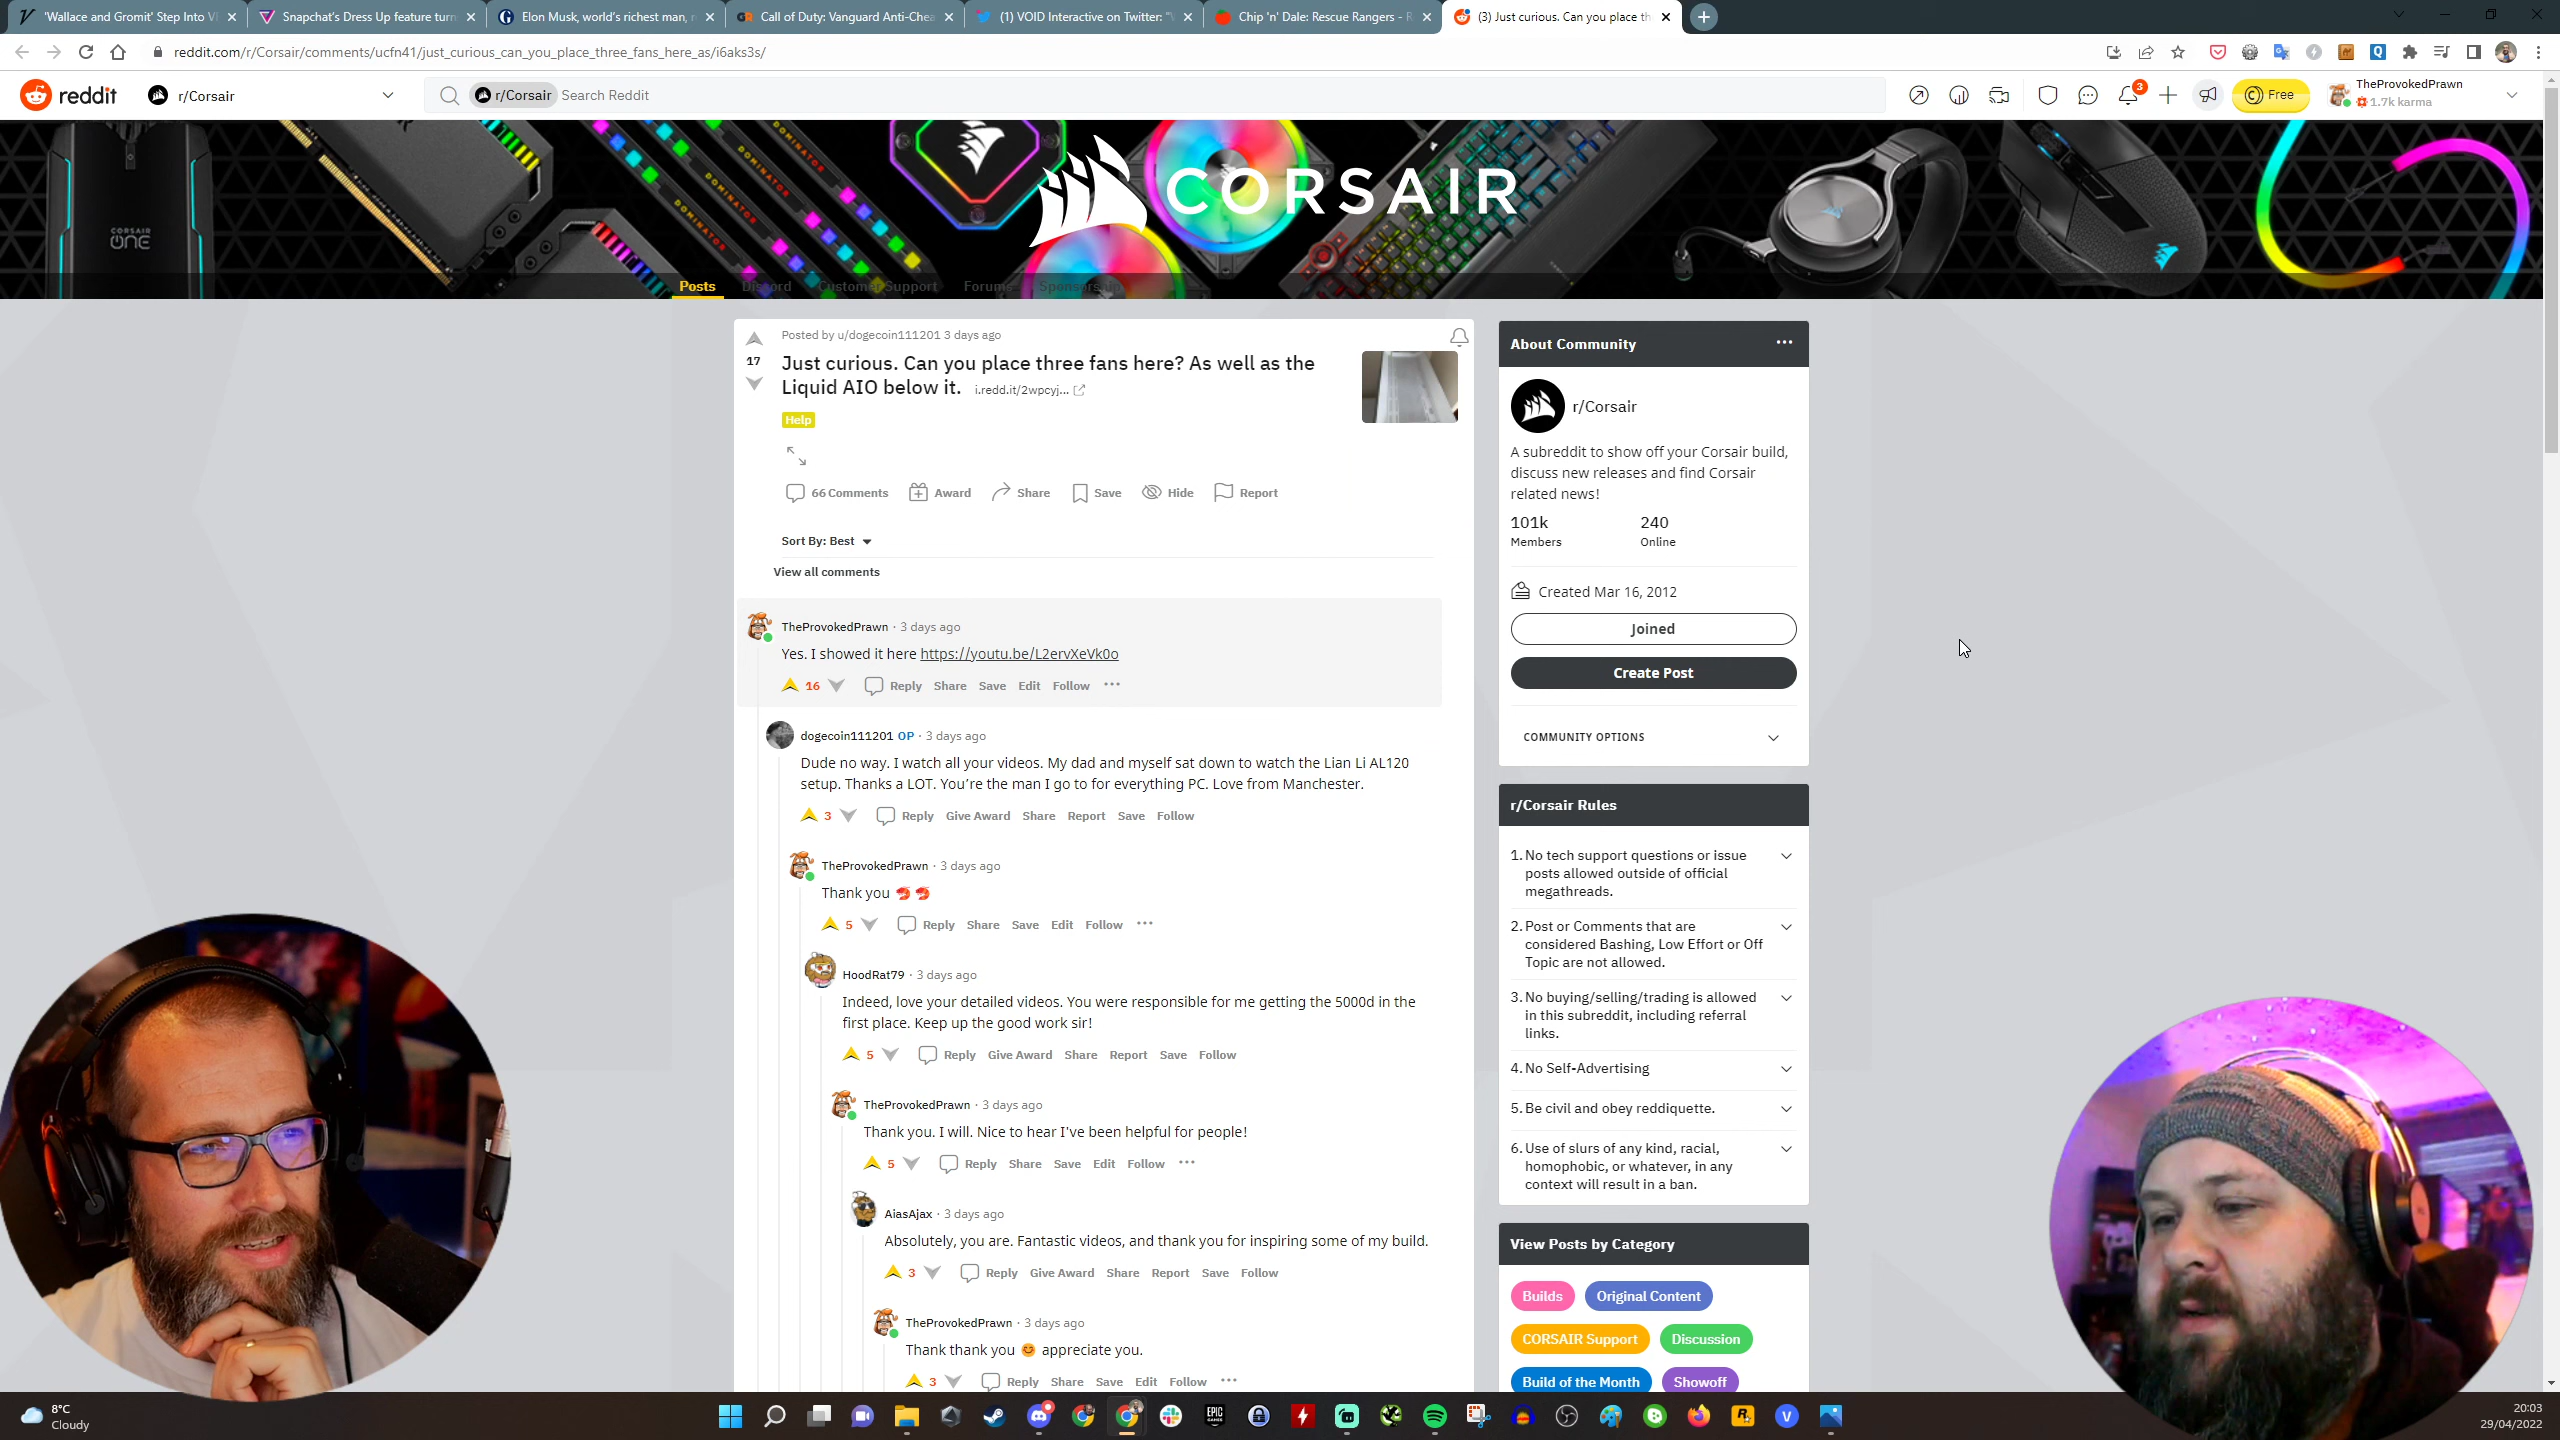 'Wallace and Gromit' Step Into VI
Snapchat's Dress Up feature turn
Elon Musk, world's richest man, r
Call of Duty: Vanguard Anti-Chea
(1) VOID Interactive on Twitter: "V
Chip 'n' Dale: Rescue Rangers - R
(3) Just curious. Can you place th
reddit.com/r/Corsair/comments/ucfn41/just_curious_can_you_place_three_fans_here_as/i6aks3s/
reddit
r/Corsair
r/Corsair Search Reddit
3
Free
TheProvokedPrawn
1.7k karma
CORSAIR ONE
DOMINATOR
DOMINATOR
DOMINATOR
CORSAIR
Posts Discord Customer Support Forums Sponsorship
Posted by u/dogecoin111201 3 days ago
17
Just curious. Can you place three fans here? As well as the
Liquid AIO below it. i.redd.it/2wpcyj...
Help
66 Comments Award Share Save Hide Report
Sort By: Best
View all comments
TheProvokedPrawn · 3 days ago
Yes. I showed it here https://youtu.be/L2ervXeVk0o
16 Reply Share Save Edit Follow ...
dogecoin111201 OP · 3 days ago
Dude no way. I watch all your videos. My dad and myself sat down to watch the Lian Li AL120
setup. Thanks a LOT. You're the man I go to for everything PC. Love from Manchester.
3 Reply Give Award Share Report Save Follow
TheProvokedPrawn · 3 days ago
Thank you 🦐🦐
5 Reply Share Save Edit Follow ...
HoodRat79 · 3 days ago
Indeed, love your detailed videos. You were responsible for me getting the 5000d in the
first place. Keep up the good work sir!
5 Reply Give Award Share Report Save Follow
TheProvokedPrawn · 3 days ago
Thank you. I will. Nice to hear I've been helpful for people!
5 Reply Share Save Edit Follow ...
AiasAjax · 3 days ago
Absolutely, you are. Fantastic videos, and thank you for inspiring some of my build.
3 Reply Give Award Share Report Save Follow
TheProvokedPrawn · 3 days ago
Thank thank you 😊 appreciate you.
3 Reply Share Save Edit Follow ...
About Community ...
r/Corsair
A subreddit to show off your Corsair build,
discuss new releases and find Corsair
related news!
101k 240
Members Online
Created Mar 16, 2012
Joined
Create Post
COMMUNITY OPTIONS
r/Corsair Rules
1. No tech support questions or issue
posts allowed outside of official
megathreads.
2. Post or Comments that are
considered Bashing, Low Effort or Off
Topic are not allowed.
3. No buying/selling/trading is allowed
in this subreddit, including referral
links.
4. No Self-Advertising
5. Be civil and obey reddiquette.
6. Use of slurs of any kind, racial,
homophobic, or whatever, in any
context will result in a ban.
View Posts by Category
Builds Original Content
CORSAIR Support Discussion
Build of the Month Showoff
8°C
Cloudy
EPIC GAMES
20:03
29/04/2022